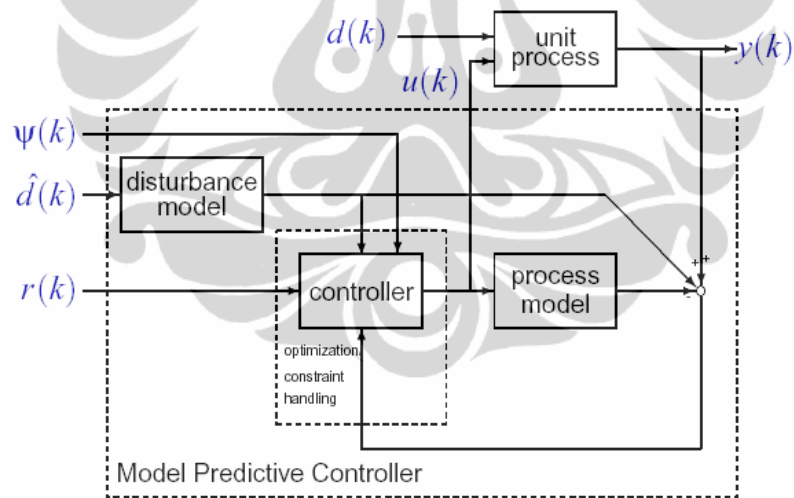 d(k)
unit
process
y(k)
u(k)
ψ(k)
d̂(k)
disturbance
model
+ +
r(k)
controller
process
model
-
optimization,
constraint
handling
Model Predictive Controller